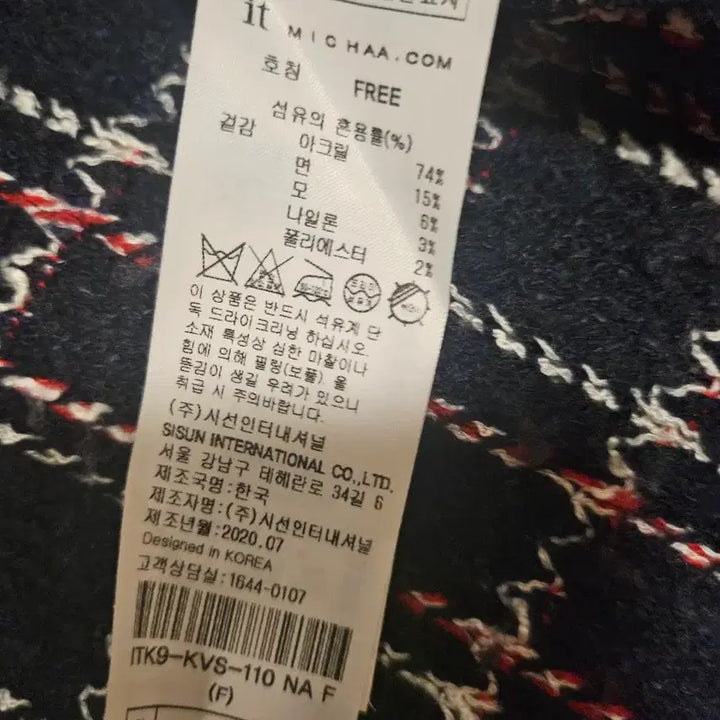 it MICHAA.COM
호칭 FREE
섬유의 혼용률(%)
겉감 아크릴 74%
면 15%
모 6%
나일론 3%
폴리에스터 2%
이 상품은 반드시 석유계 단
독 드라이크리닝 하십시오.
소재 특성상 심한 마찰이나
힘에 의해 필링(보풀), 올
뜯김이 생길 우려가 있으니
취급 시 주의바랍니다.
(주)시선인터내셔널
SISUN INTERNATIONAL CO.,LTD.
서울 강남구 테헤란로 34길 6
제조국명:한국
제조자명:(주)시선인터내셔널
제조년월:2020.07
Designed in KOREA
고객상담실:1644-0107
ITK9-KVS-110 NA F
(F)